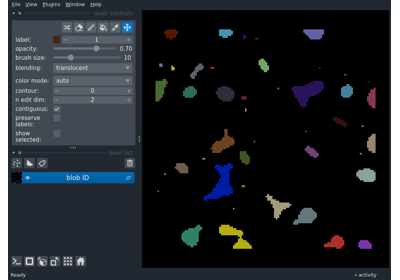 File View Plugins Window Help
layer controls
label: 1
opacity: 0.70
brush size: 10
blending: translucent
color mode: auto
contour: 0
n edit dim: 2
contiguous:
preserve
labels:
show
selected:
layer list
blob ID
Ready
activity